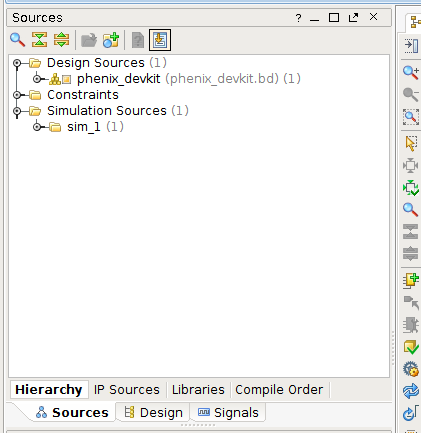 Sources
Design Sources (1)
phenix_devkit (phenix_devkit.bd) (1)
Constraints
Simulation Sources (1)
sim_1 (1)
Hierarchy IP Sources Libraries Compile Order
Sources Design Signals